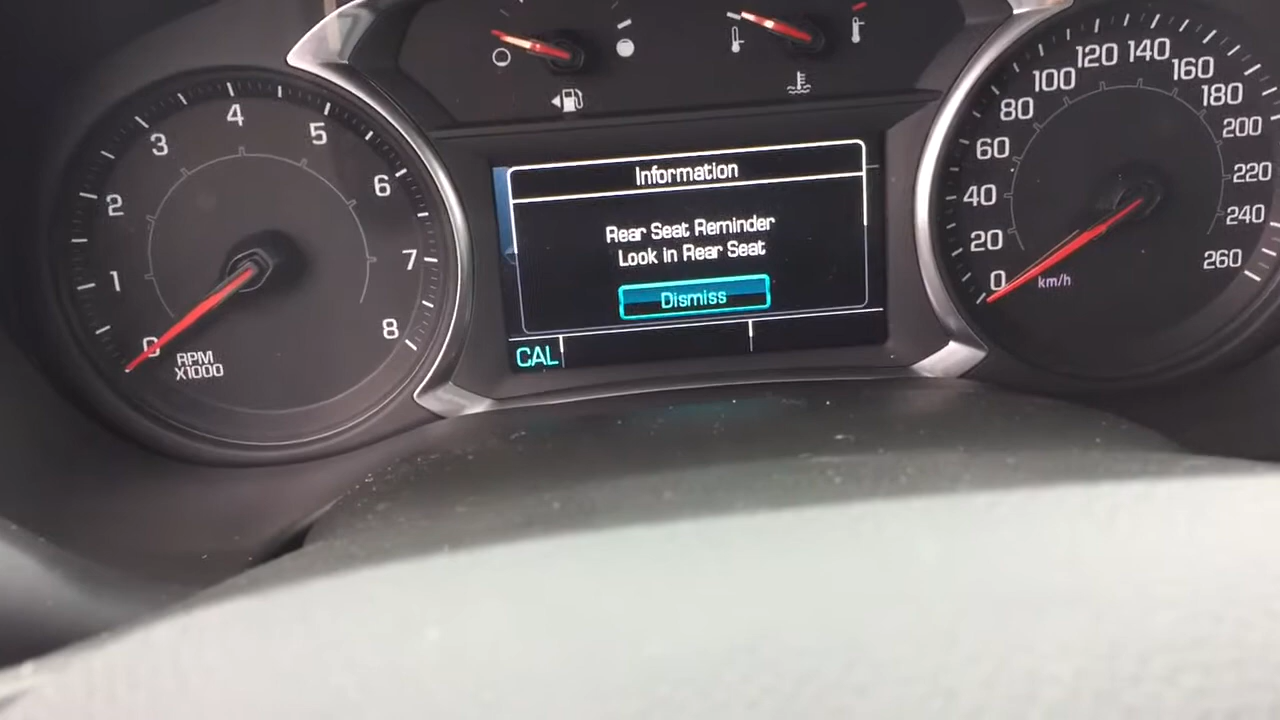 0
1
2
3
4
5
6
7
8
RPM
X1000
Information
Rear Seat Reminder
Look in Rear Seat
Dismiss
CAL
0
20
40
60
80
100
120
140
160
180
200
220
240
260
km/h